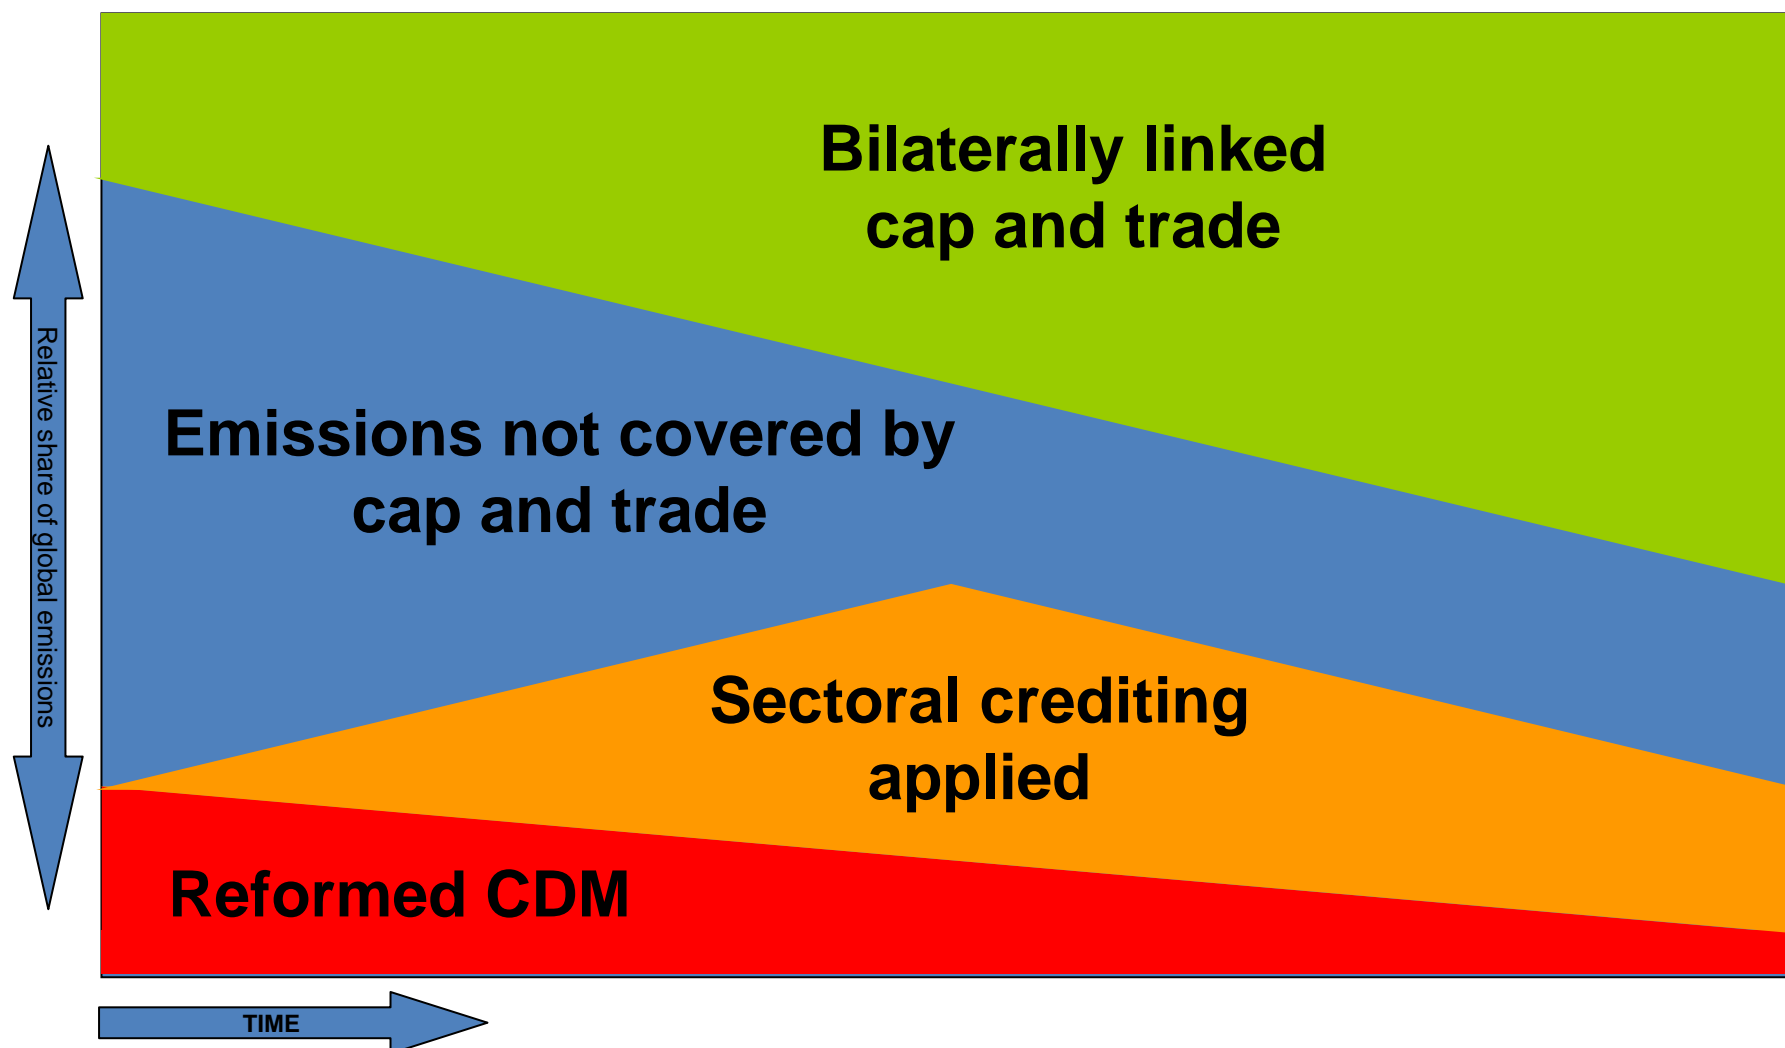 Bilaterally linked
cap and trade
Relative share of global emissions
Emissions not covered by
cap and trade
Sectoral crediting
applied
Reformed CDM
TIME